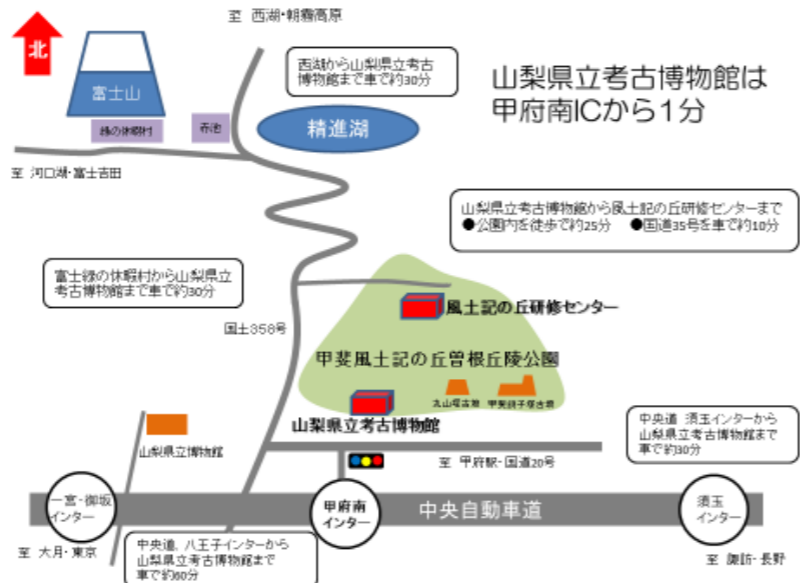 至 西湖・朝霧高原
北
富士山
西湖から山梨県立考古
博物館まで車で約30分
山梨県立考古博物館は
甲府南ICから1分
緑の休暇村
赤池
精進湖
至 河口湖・富士吉田
山梨県立考古博物館から風土記の丘研修センターまで
●公園内を徒歩で約25分 ●国道35号を車で約10分
富士緑の休暇村から山梨県立
考古博物館まで車で約30分
風土記の丘研修センター
国土358号
甲斐風土記の丘曽根丘陵公園
丸山塚古墳
甲斐銚子塚古墳
山梨県立考古博物館
中央道 須玉インターから
山梨県立考古博物館まで
車で約30分
山梨県立博物館
至 甲府駅・国道20号
一宮・御坂
インター
甲府南
インター
中央自動車道
須玉
インター
至 大月・東京
中央道、八王子インターから
山梨県立考古博物館まで
車で約60分
至 諏訪・長野